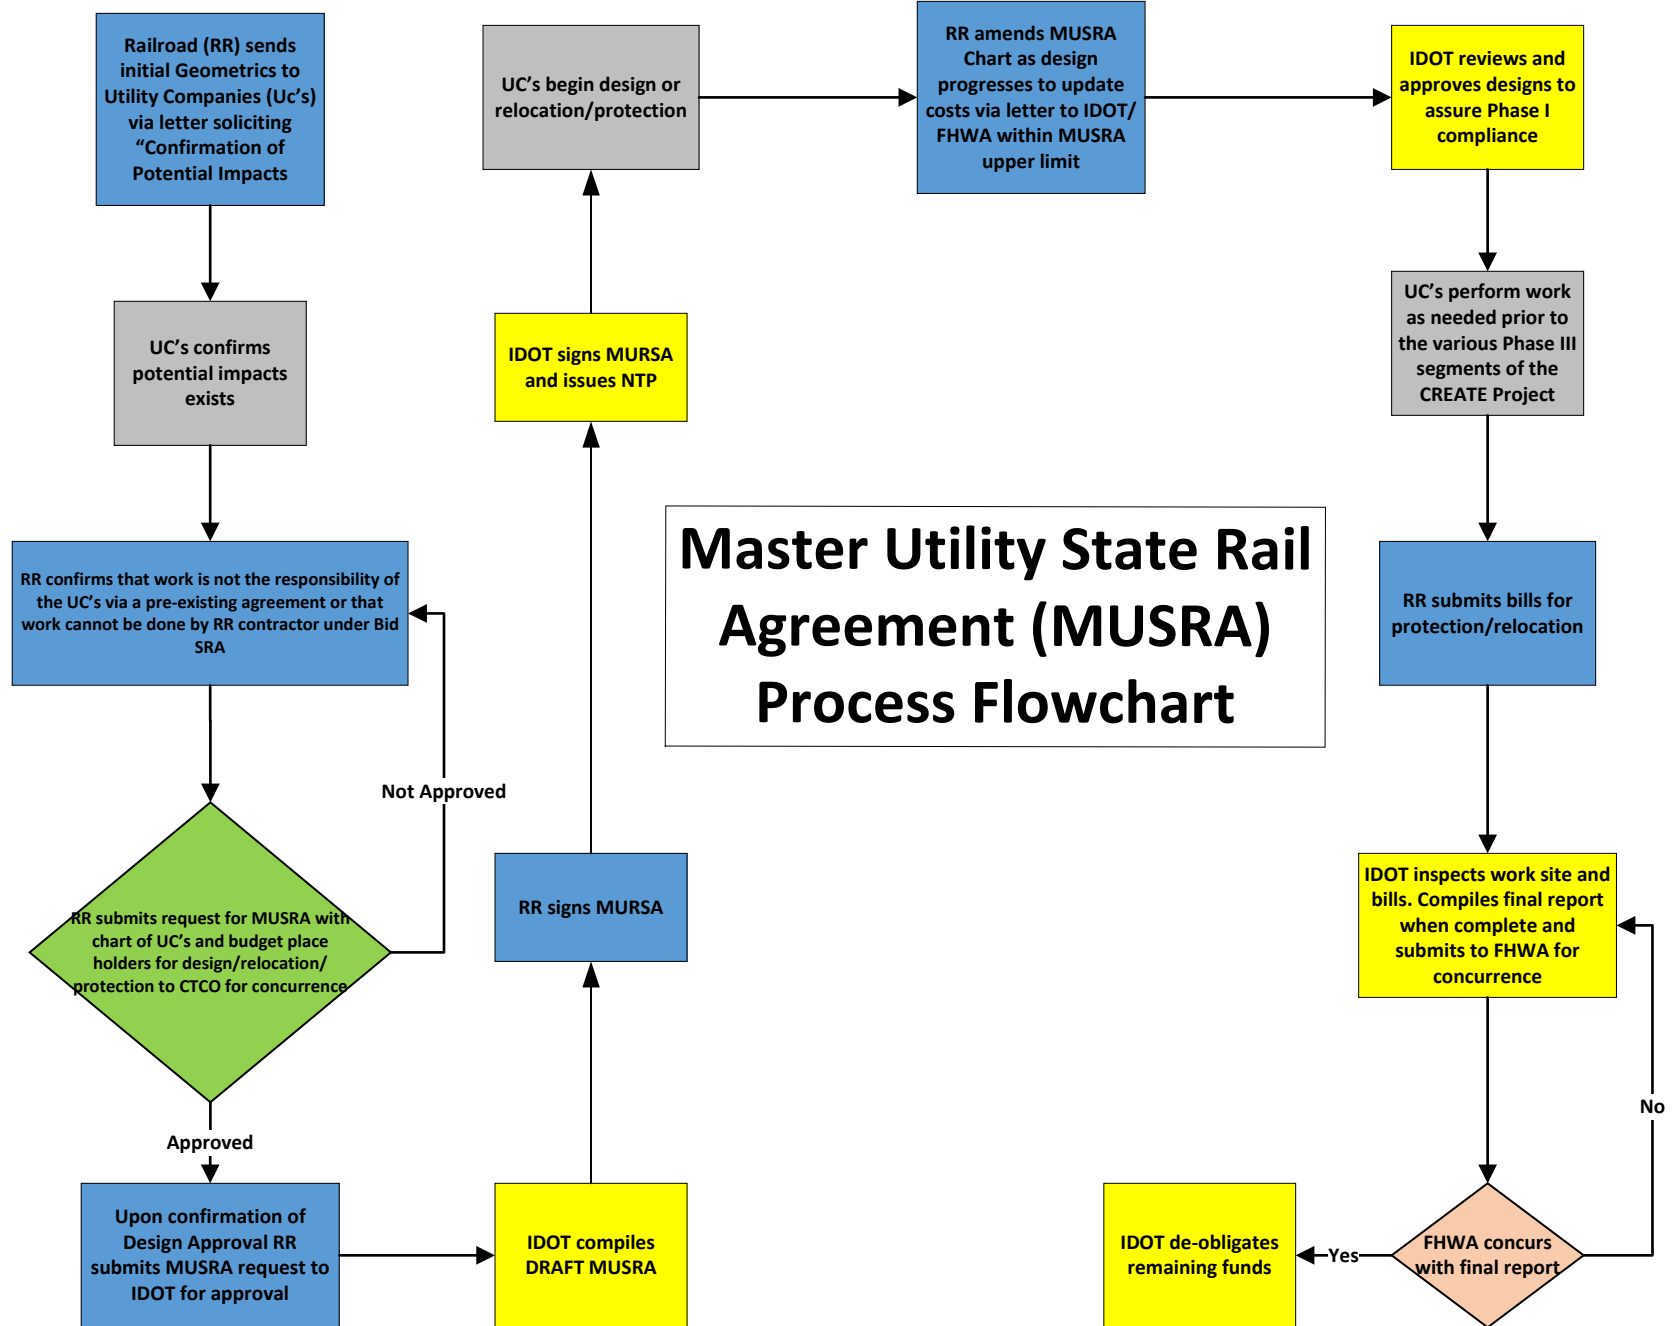 Railroad (RR) sends
initial Geometrics to
Utility Companies (Uc's)
via letter soliciting
“Confirmation of
Potential Impacts
UC’s confirms
potential impacts
exists
RR confirms that work is not the responsibility of
the UC’s via a pre-existing agreement or that
work cannot be done by RR contractor under Bid
SRA
Not Approved
RR submits request for MUSRA with
chart of UC’s and budget place
holders for design/relocation/
protection to CTCO for concurrence
Approved
Upon confirmation of
Design Approval RR
submits MUSRA request to
IDOT for approval
IDOT compiles
DRAFT MUSRA
RR signs MURSA
IDOT signs MURSA
and issues NTP
UC’s begin design or
relocation/protection
RR amends MUSRA
Chart as design
progresses to update
costs via letter to IDOT/
FHWA within MUSRA
upper limit
IDOT reviews and
approves designs to
assure Phase I
compliance
UC’s perform work
as needed prior to
the various Phase III
segments of the
CREATE Project
RR submits bills for
protection/relocation
IDOT inspects work site and
bills. Compiles final report
when complete and
submits to FHWA for
concurrence
No
FHWA concurs
with final report
Yes
IDOT de-obligates
remaining funds
Master Utility State Rail
Agreement (MUSRA)
Process Flowchart